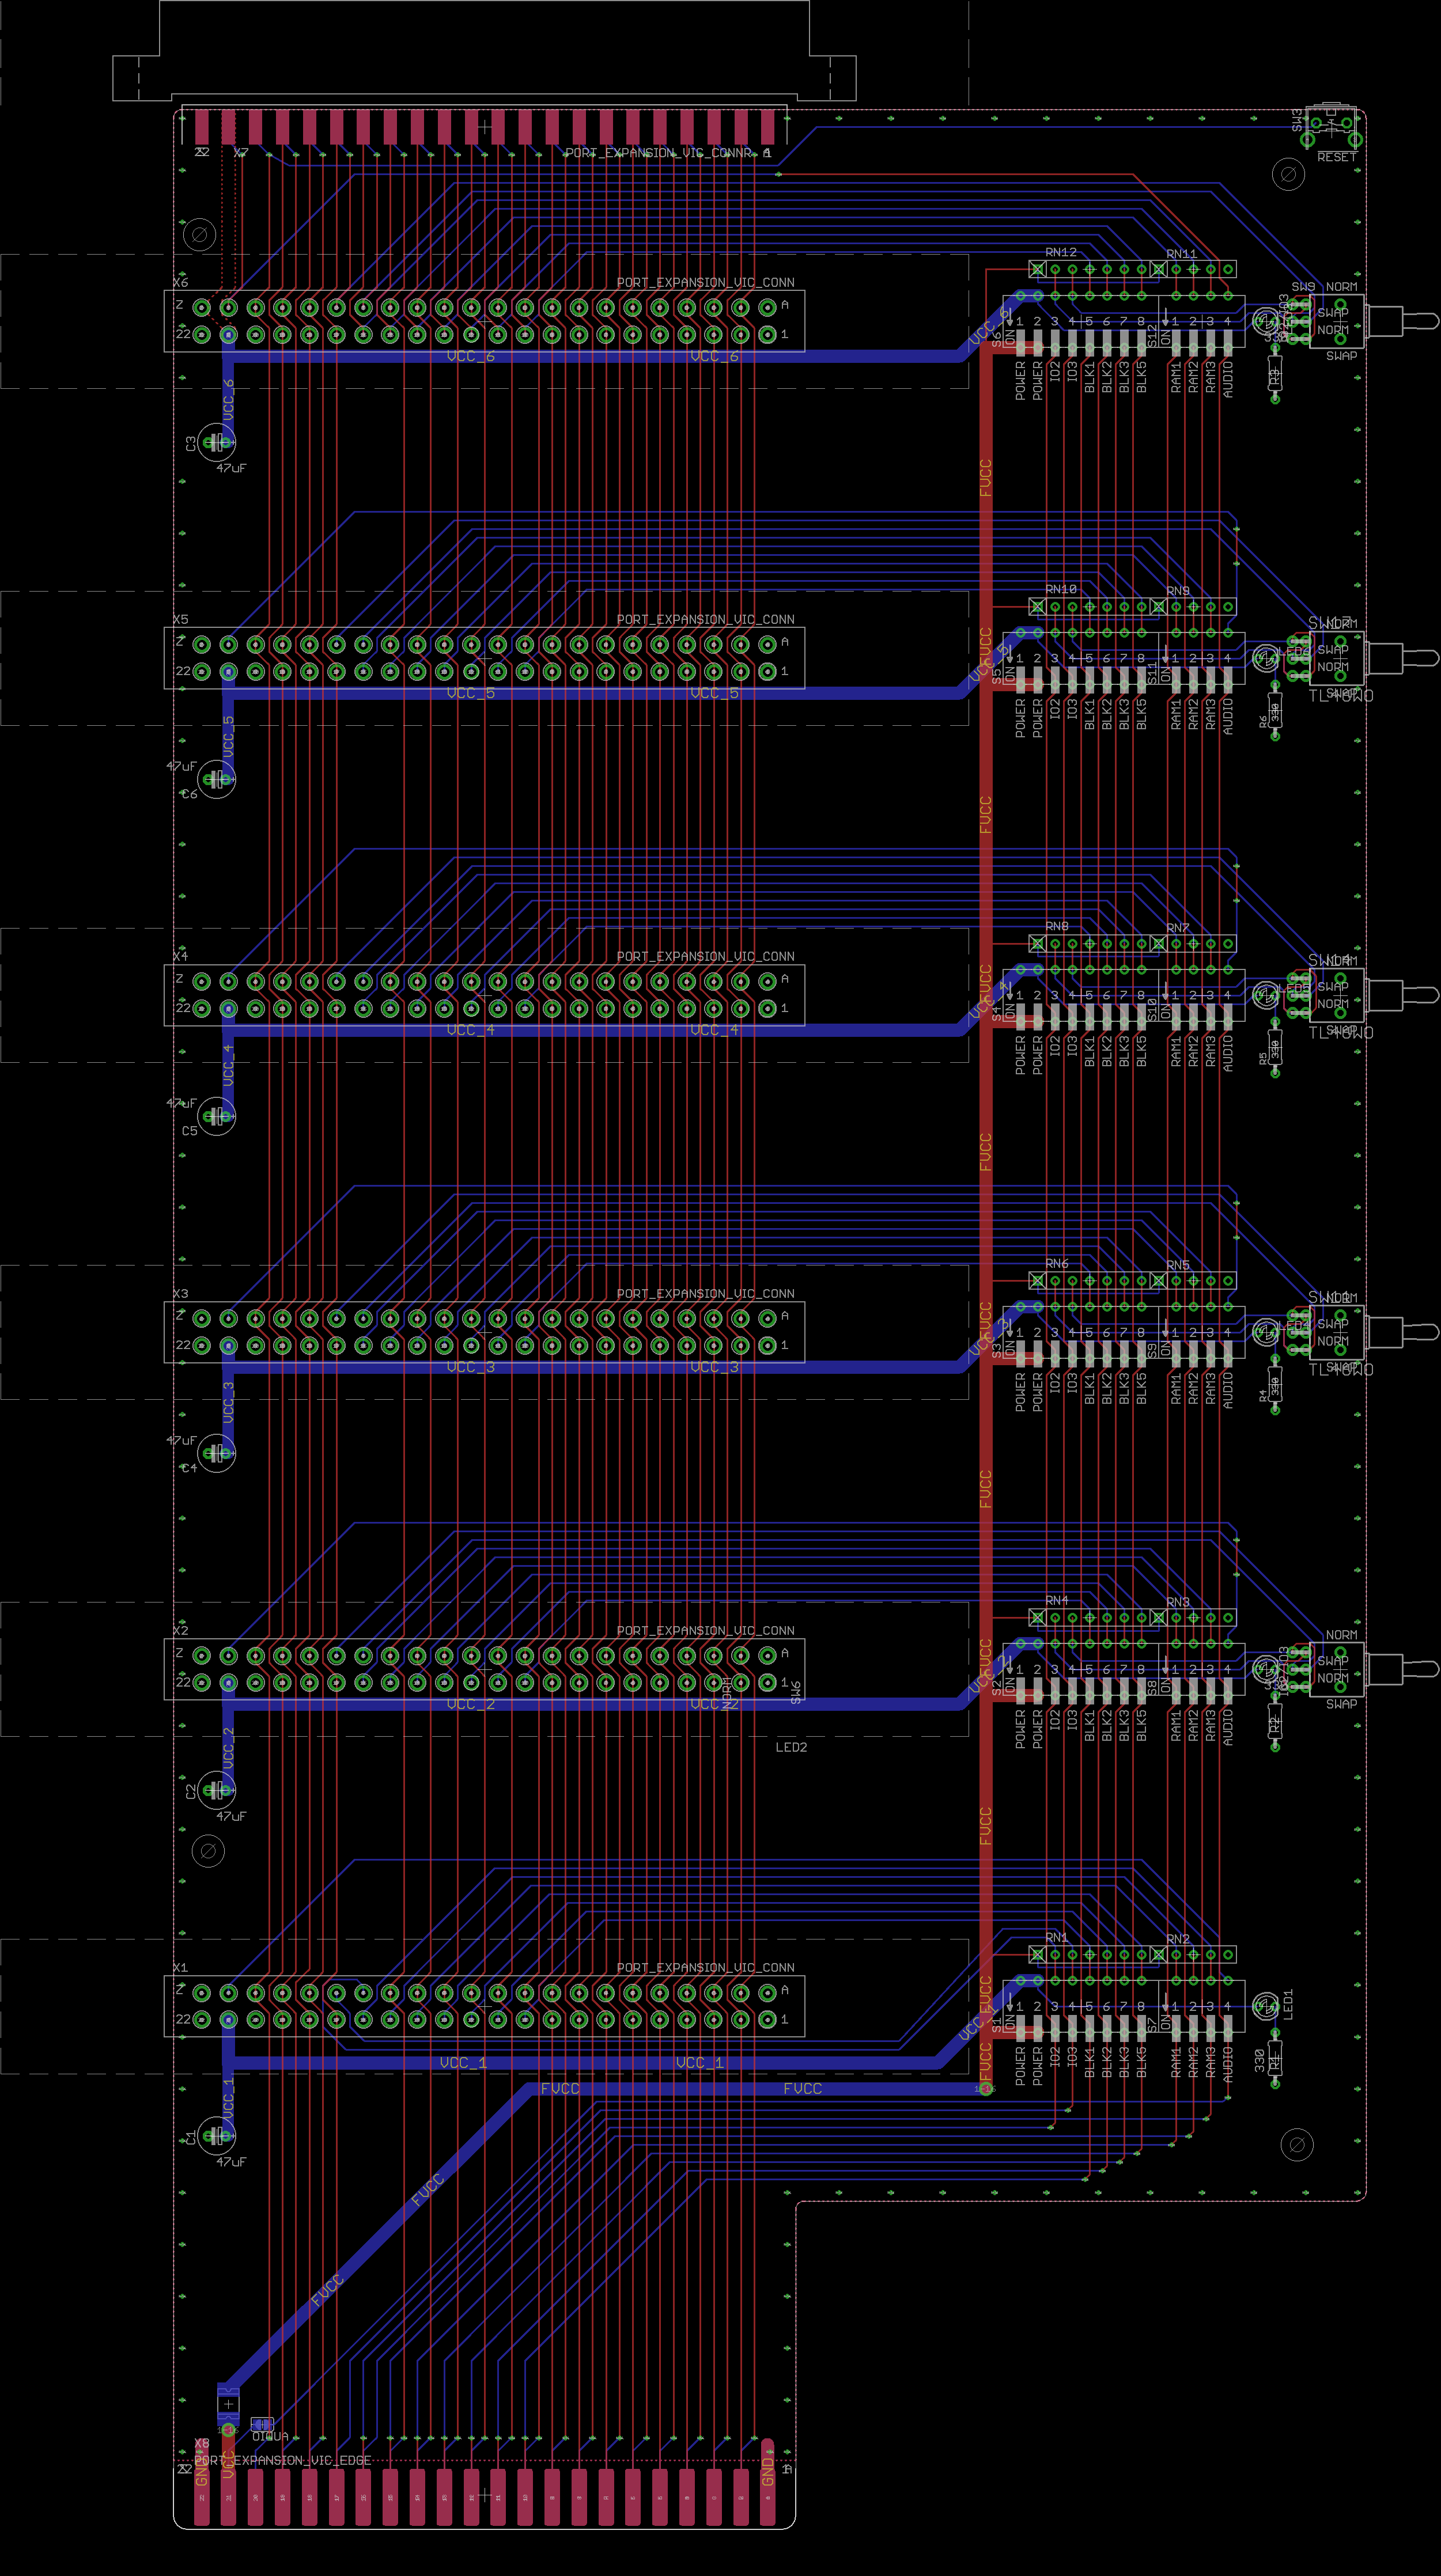 SW3
22 X7 PORT_EXPANSION_VIC_CONNR
RESET
RN12 RN11
X6 PORT_EXPANSION_VIC_CONN
SW9 NORM
Z A
1 2 3 4 5 6 7 8 1 2 3 4
SWAP
NORM
22 1
S6 ON S12 ON
VCC_6 VCC_6 VCC_6
SWAP
POWER POWER IO2 IO3 BLK1 BLK2 BLK3 BLK5 RAM1 RAM2 RAM3 AUDIO
R3
VCC_6
C3
47uF
FVCC
RN10 RN9
X5 PORT_EXPANSION_VIC_CONN
FVCC
Z A
1 2 3 4 5 6 7 8 1 2 3 4
SWAP
NORM
22 1
S5 ON S11 ON
VCC_5 VCC_5
TL46WO
POWER POWER IO2 IO3 BLK1 BLK2 BLK3 BLK5 RAM1 RAM2 RAM3 AUDIO
R6 330
VCC_5
47uF
C6
FVCC
RN8 RN7
X4 PORT_EXPANSION_VIC_CONN
FVCC
Z A
1 2 3 4 5 6 7 8 1 2 3 4
SWAP
NORM
22 1
S4 ON S10 ON
VCC_4 VCC_4
TL46WO
POWER POWER IO2 IO3 BLK1 BLK2 BLK3 BLK5 RAM1 RAM2 RAM3 AUDIO
R5 330
VCC_4
47uF
C5
FVCC
RN6 RN5
X3 PORT_EXPANSION_VIC_CONN
FVCC
Z A
1 2 3 4 5 6 7 8 1 2 3 4
SWAP
NORM
22 1
S3 ON S9 ON
VCC_3 VCC_3
TL46WO
POWER POWER IO2 IO3 BLK1 BLK2 BLK3 BLK5 RAM1 RAM2 RAM3 AUDIO
R4 330
VCC_3
47uF
C4
FVCC
RN4 RN3
X2 PORT_EXPANSION_VIC_CONN
NORM
FVCC
Z A
1 2 3 4 5 6 7 8 1 2 3 4
SWAP
NORM
22 1
NORM SW6
S2 ON S8 ON
VCC_2 VCC_2
SWAP
POWER POWER IO2 IO3 BLK1 BLK2 BLK3 BLK5 RAM1 RAM2 RAM3 AUDIO
R2
LED2
VCC_2
C2
47uF
FVCC
RN1 RN2
X1 PORT_EXPANSION_VIC_CONN
FVCC
Z A
1 2 3 4 5 6 7 8 1 2 3 4
LED1
22 1
S1 ON S7 ON
VCC_1 VCC_1
POWER POWER IO2 IO3 BLK1 BLK2 BLK3 BLK5 RAM1 RAM2 RAM3 AUDIO
330 R1
FVCC FVCC FVCC
VCC_1
C1
47uF
FVCC
FVCC
X8
PORT_EXPANSION_VIC_EDGE
GND VCC GND